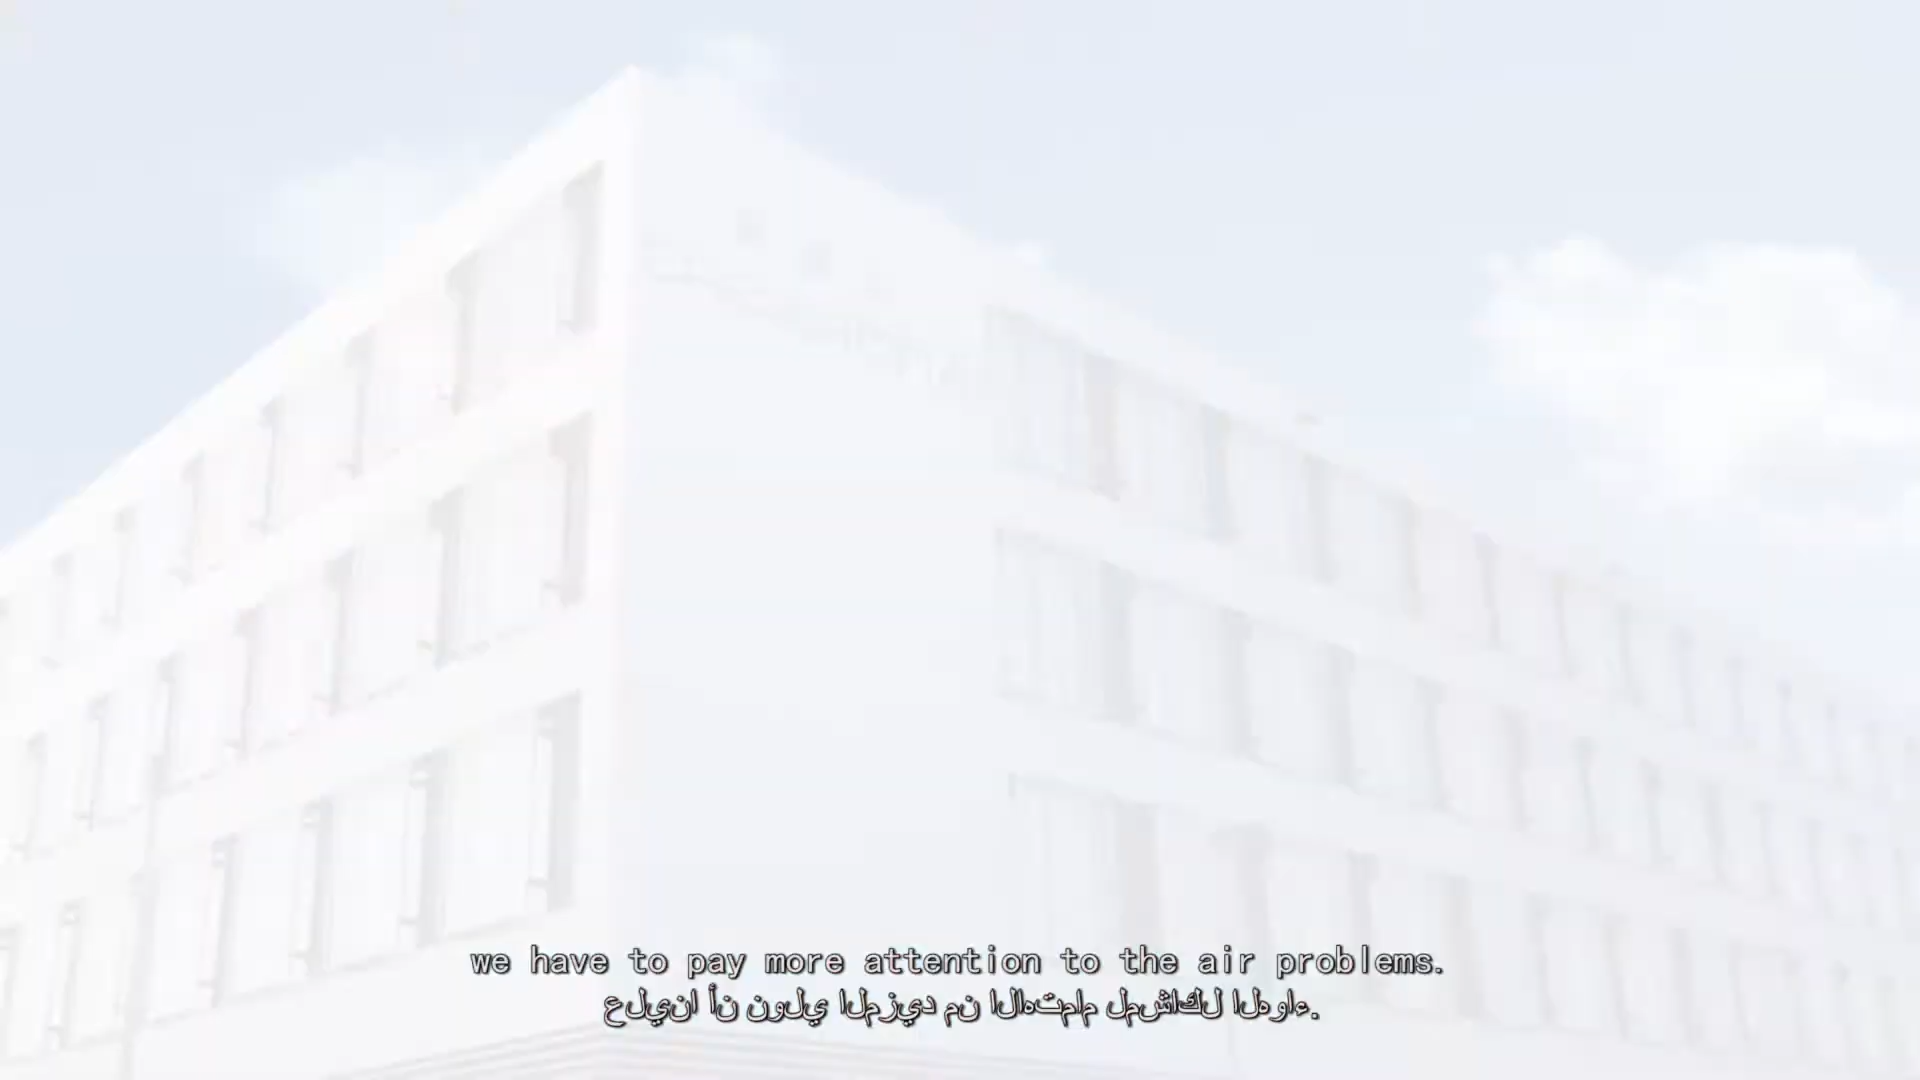 we have to pay more attention to the air problems.
علينا أن نولي المزيد من الاهتمام لمشاكل الهواء.